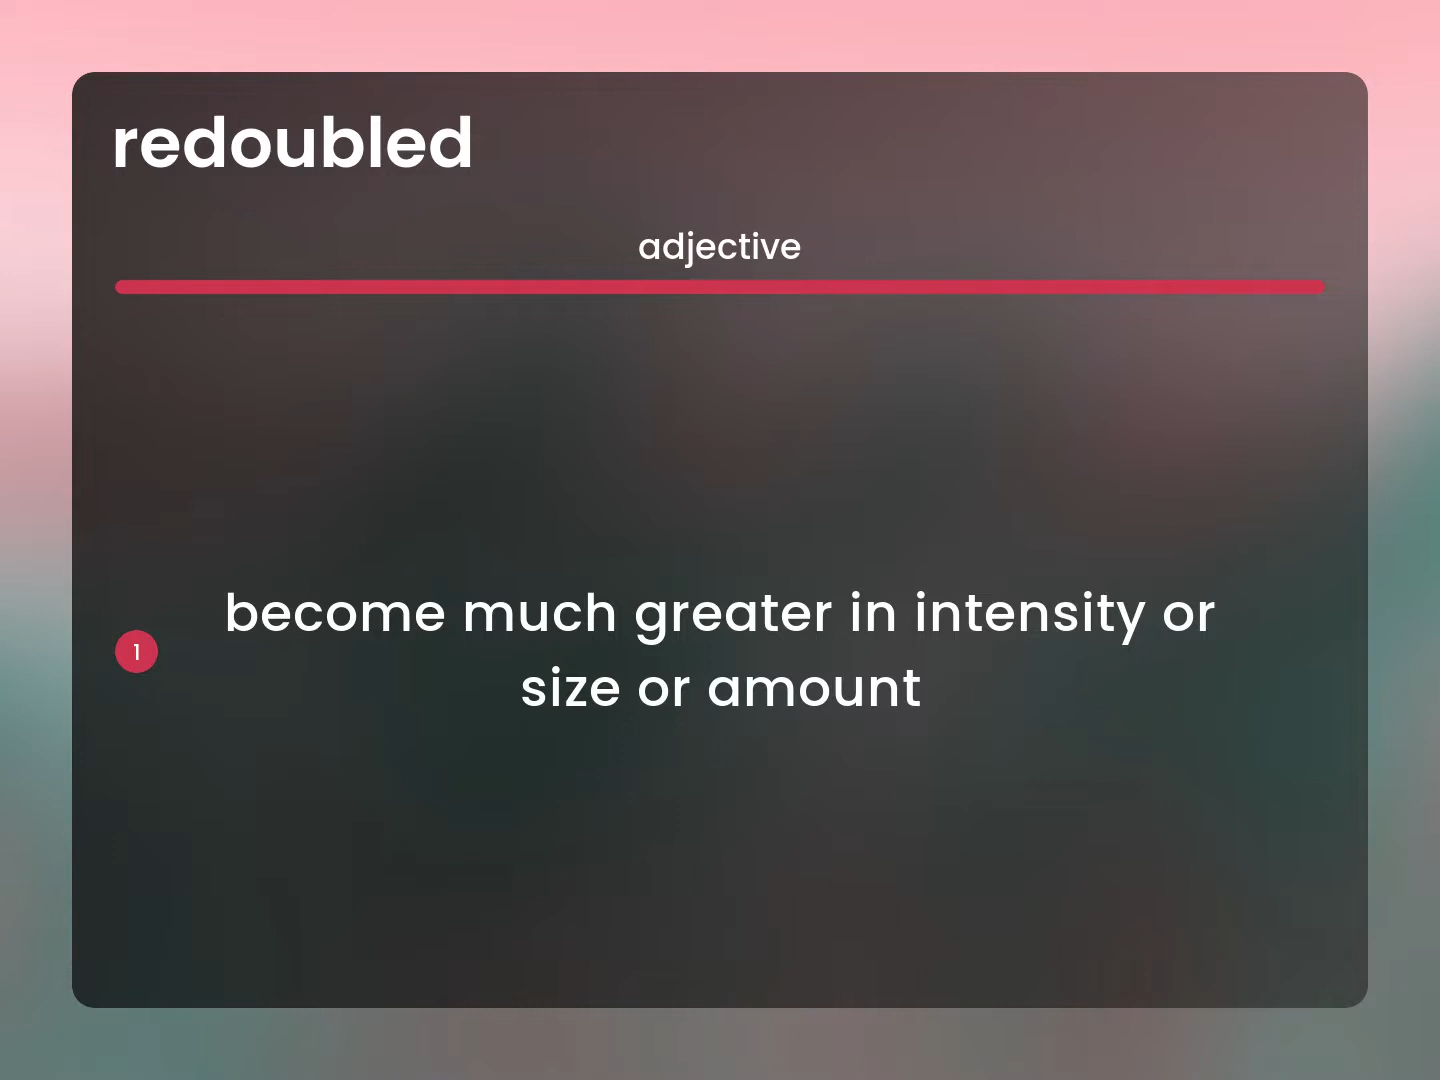 redoubled
adjective
1
become much greater in intensity or
size or amount